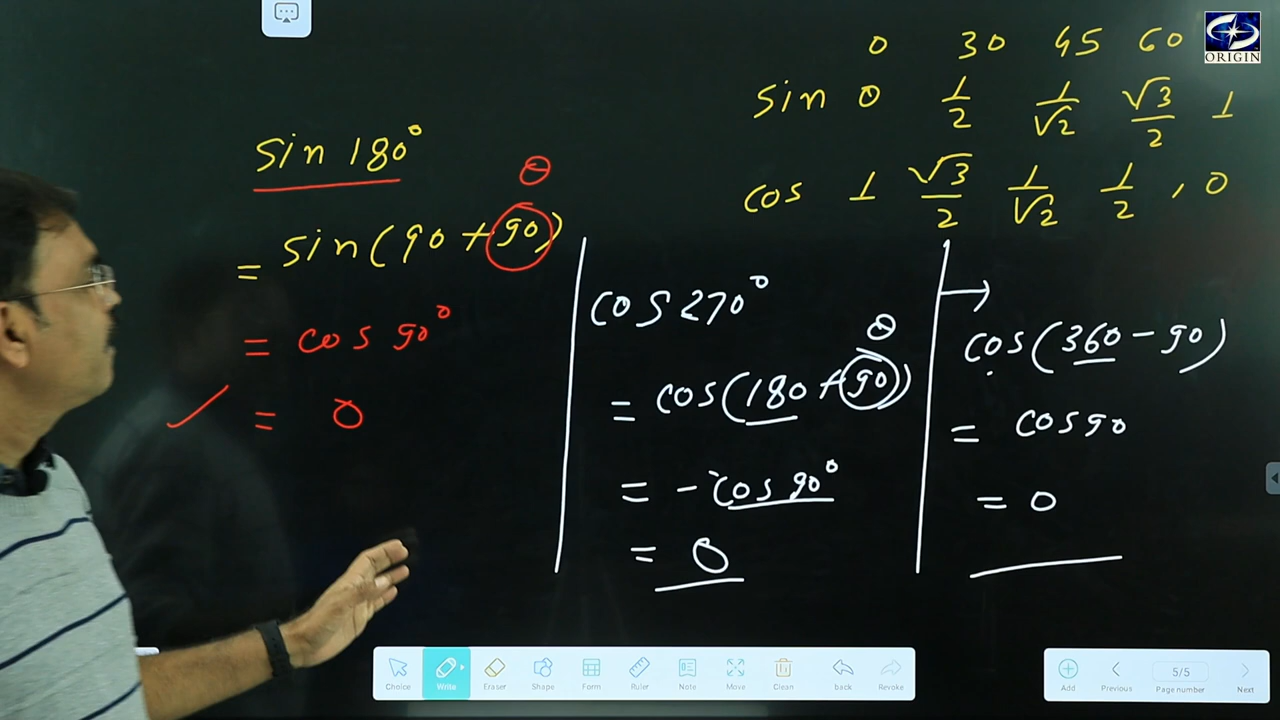 ORIGIN
0 30 45 60
sin 0 1/2 1/√2 √3/2 1
cos 1 √3/2 1/√2 1/2 , 0
sin 180°
θ
= sin(90 + 90)
= cos 90°
= 0
cos 270°
θ
= cos(180 + 90)
= -cos 90°
= 0
cos(360 - 90)
= cos 90
= 0
Choice Write Eraser Shape Form Ruler Note Move Clean back Revoke
Add Previous 5/5 Page number Next